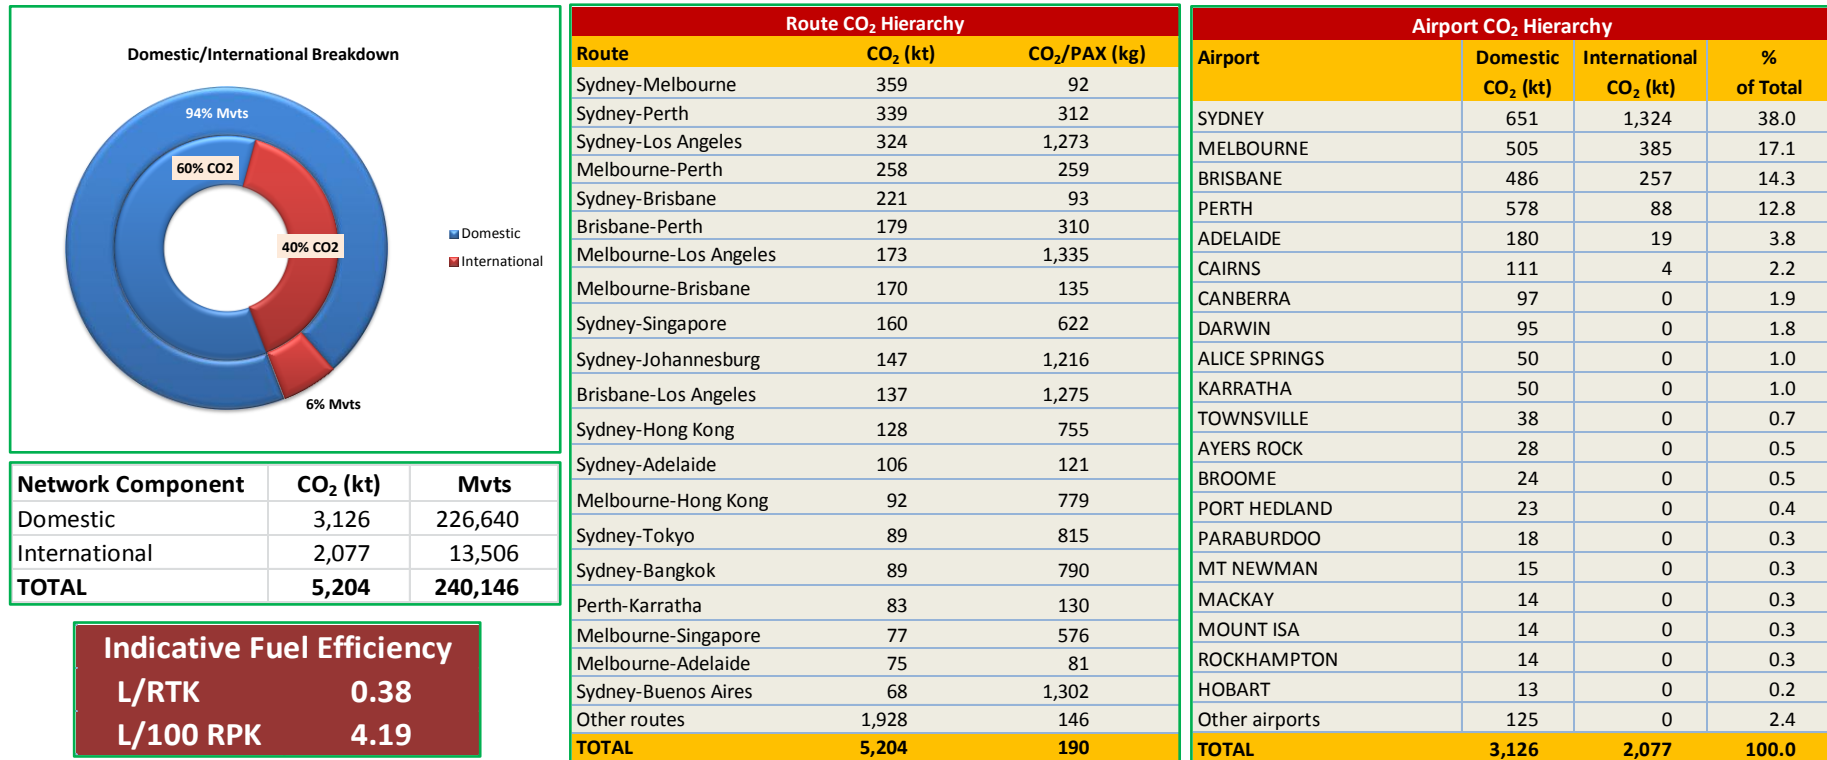 Domestic/International Breakdown
94% Mvts
60% CO2
40% CO2
6% Mvts
Domestic
International
Network Component CO₂ (kt) Mvts
Domestic 3,126 226,640
International 2,077 13,506
TOTAL 5,204 240,146
Indicative Fuel Efficiency
L/RTK 0.38
L/100 RPK 4.19
Route CO₂ Hierarchy
Route CO₂ (kt) CO₂/PAX (kg)
Sydney-Melbourne 359 92
Sydney-Perth 339 312
Sydney-Los Angeles 324 1,273
Melbourne-Perth 258 259
Sydney-Brisbane 221 93
Brisbane-Perth 179 310
Melbourne-Los Angeles 173 1,335
Melbourne-Brisbane 170 135
Sydney-Singapore 160 622
Sydney-Johannesburg 147 1,216
Brisbane-Los Angeles 137 1,275
Sydney-Hong Kong 128 755
Sydney-Adelaide 106 121
Melbourne-Hong Kong 92 779
Sydney-Tokyo 89 815
Sydney-Bangkok 89 790
Perth-Karratha 83 130
Melbourne-Singapore 77 576
Melbourne-Adelaide 75 81
Sydney-Buenos Aires 68 1,302
Other routes 1,928 146
TOTAL 5,204 190
Airport CO₂ Hierarchy
Airport Domestic International %
CO₂ (kt) CO₂ (kt) of Total
SYDNEY 651 1,324 38.0
MELBOURNE 505 385 17.1
BRISBANE 486 257 14.3
PERTH 578 88 12.8
ADELAIDE 180 19 3.8
CAIRNS 111 4 2.2
CANBERRA 97 0 1.9
DARWIN 95 0 1.8
ALICE SPRINGS 50 0 1.0
KARRATHA 50 0 1.0
TOWNSVILLE 38 0 0.7
AYERS ROCK 28 0 0.5
BROOME 24 0 0.5
PORT HEDLAND 23 0 0.4
PARABURDOO 18 0 0.3
MT NEWMAN 15 0 0.3
MACKAY 14 0 0.3
MOUNT ISA 14 0 0.3
ROCKHAMPTON 14 0 0.3
HOBART 13 0 0.2
Other airports 125 0 2.4
TOTAL 3,126 2,077 100.0